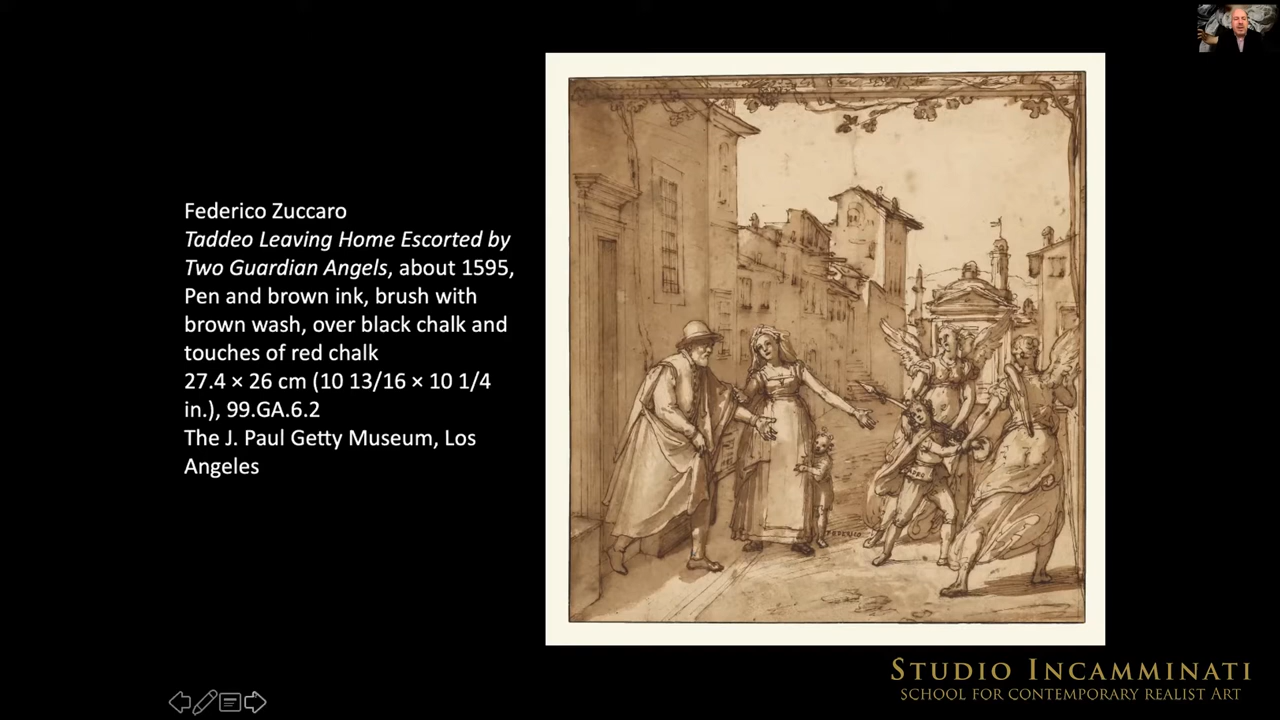 Federico Zuccaro
Taddeo Leaving Home Escorted by
Two Guardian Angels, about 1595,
Pen and brown ink, brush with
brown wash, over black chalk and
touches of red chalk
27.4 × 26 cm (10 13/16 × 10 1/4
in.), 99.GA.6.2
The J. Paul Getty Museum, Los
Angeles
FEDERICO
STUDIO INCAMMINATI
SCHOOL FOR CONTEMPORARY REALIST ART